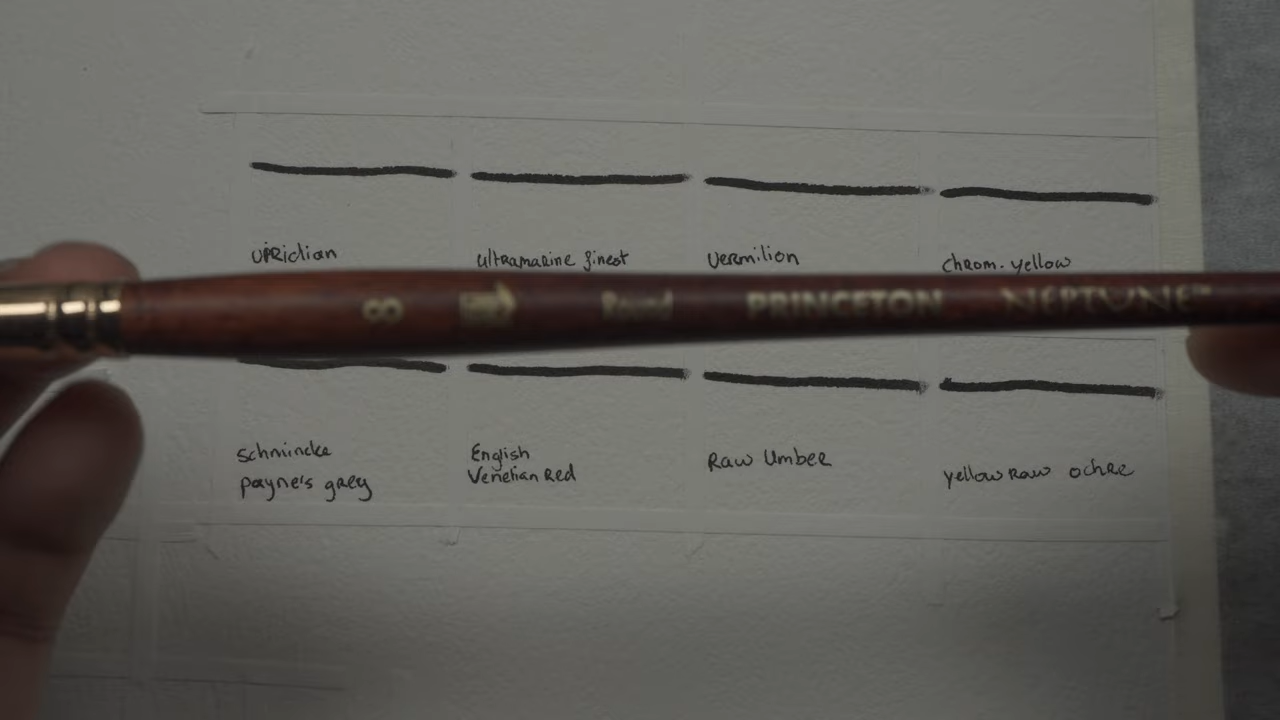 viridian
ultramarine finest
vermilion
chrom. yellow
8 Round PRINCETON NEPTUNE™
schmincke
payne's grey
English
Venetian Red
Raw Umber
yellow raw ochre